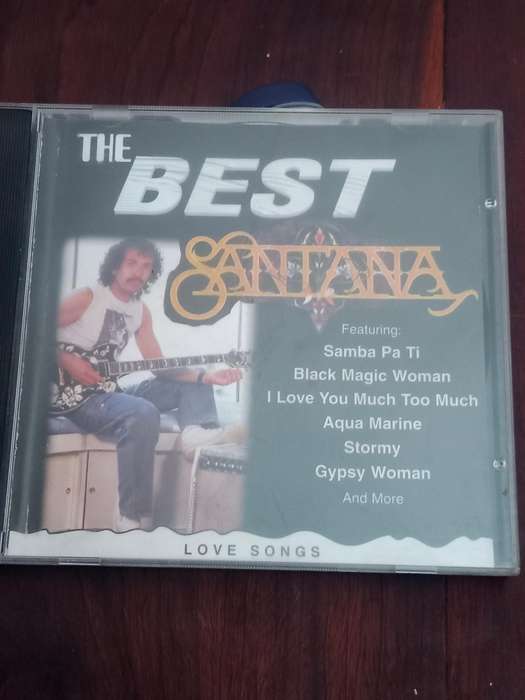 THE
BEST
SANTANA
Featuring:
Samba Pa Ti
Black Magic Woman
I Love You Much Too Much
Aqua Marine
Stormy
Gypsy Woman
And More
LOVE SONGS